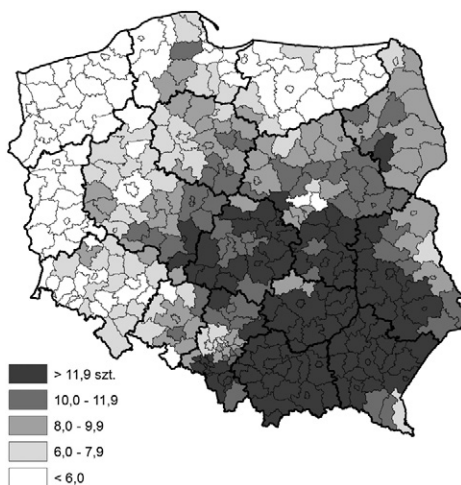 > 11,9 szt.
10,0 - 11,9
8,0 - 9,9
6,0 - 7,9
< 6,0